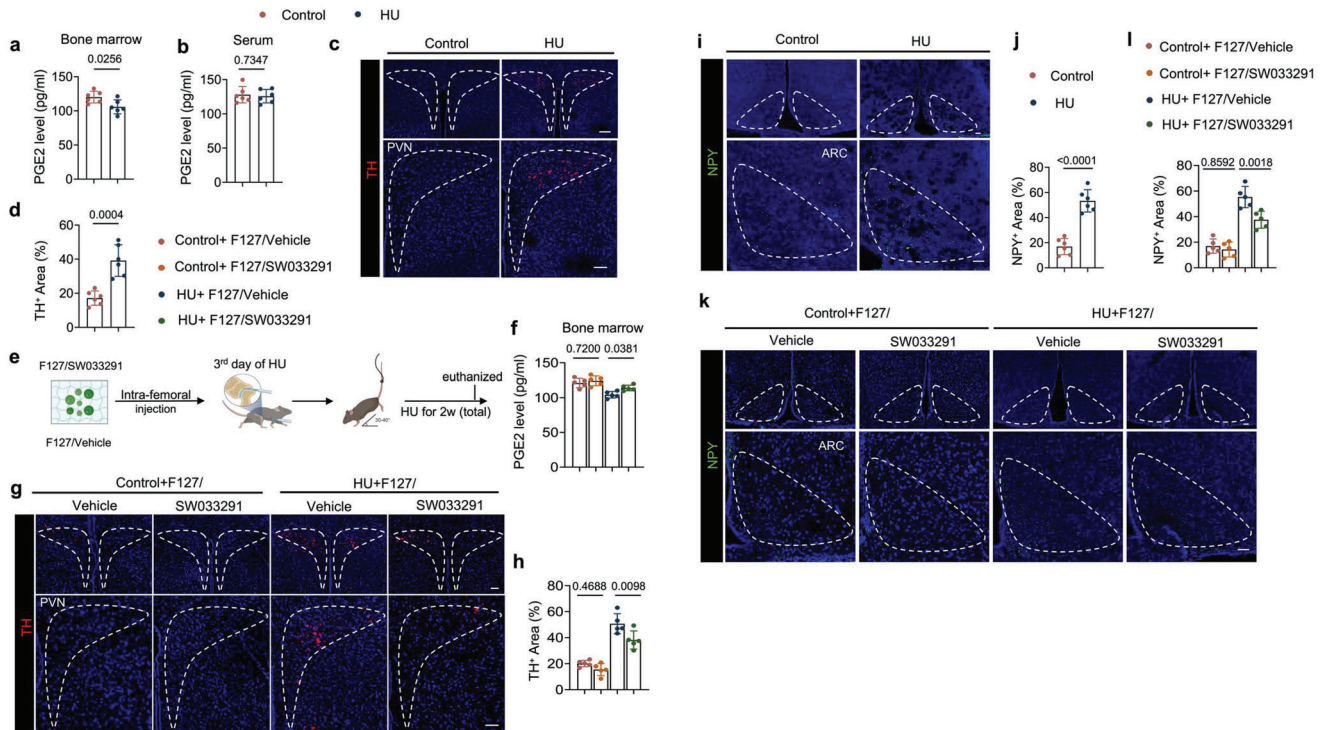 Control
HU
a
Bone marrow
0.0256
PGE2 level (pg/ml)
150
100
50
0
b
Serum
0.7347
PGE2 level (pg/ml)
150
100
50
0
c
Control
HU
TH
PVN
d
0.0004
TH⁺ Area (%)
60
40
20
0
Control+ F127/Vehicle
Control+ F127/SW033291
HU+ F127/Vehicle
HU+ F127/SW033291
e
F127/SW033291
F127/Vehicle
Intra-femoral
injection
3rd day of HU
30-40°
euthanized
HU for 2w (total)
f
Bone marrow
0.7200
0.0381
PGE2 level (pg/ml)
150
100
50
0
g
Control+F127/
HU+F127/
Vehicle
SW033291
Vehicle
SW033291
TH
PVN
h
0.4688
0.0098
TH⁺ Area (%)
80
60
40
20
0
i
Control
HU
NPY
ARC
j
Control
HU
<0.0001
NPY⁺ Area (%)
80
60
40
20
0
l
Control+ F127/Vehicle
Control+ F127/SW033291
HU+ F127/Vehicle
HU+ F127/SW033291
0.8592
0.0018
NPY⁺ Area (%)
80
60
40
20
0
k
Control+F127/
HU+F127/
Vehicle
SW033291
Vehicle
SW033291
NPY
ARC